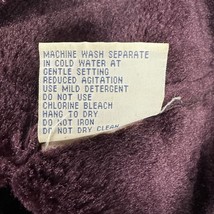 MACHINE WASH SEPARATE
IN COLD WATER AT
GENTLE SETTING
REDUCED AGITATION
USE MILD DETERGENT
DO NOT USE
CHLORINE BLEACH
HANG TO DRY
DO NOT IRON
DO NOT DRY CLEAN